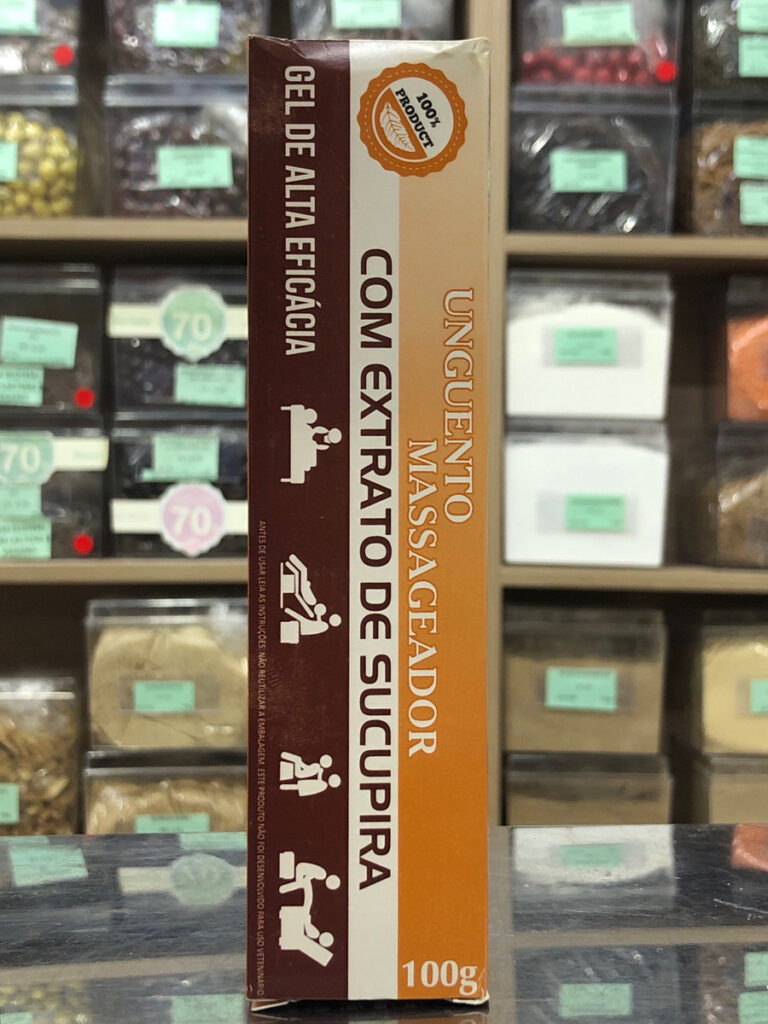 100%
PRODUCT
GEL DE ALTA EFICÁCIA
COM EXTRATO DE SUCUPIRA
UNGUENTO
MASSAGEADOR
100g
ANTES DE USAR LEIA AS INSTRUÇÕES. NÃO REUTILIZAR A EMBALAGEM. ESTE PRODUTO NÃO FOI DESENVOLVIDO PARA USO VETERINÁRIO.
70
70
70